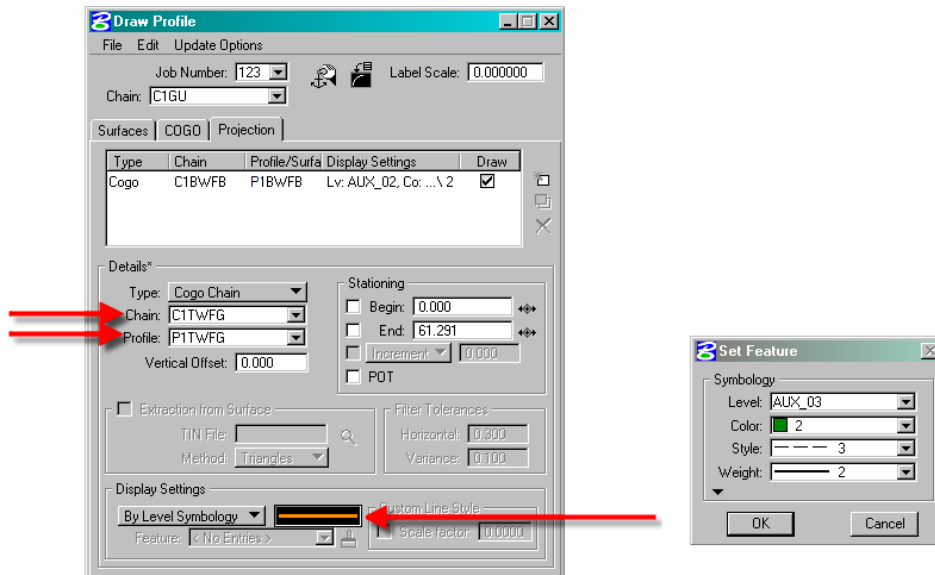 Draw Profile
File Edit Update Options
Job Number: 123
Label Scale: 0.000000
Chain: C1GU
Surfaces COGO Projection
Type Chain Profile/Surfa Display Settings Draw
Cogo C1BWFB P1BWFB Lv: AUX_02, Co: ...\ 2
Details*
Type: Cogo Chain
Chain: C1TWFG
Profile: P1TWFG
Vertical Offset: 0.000
Stationing
Begin: 0.000
End: 61.291
Increment 0.000
POT
Extraction from Surface
TIN File:
Method: Triangles
Filter Tolerances
Horizontal: 0.300
Variance: 0.100
Display Settings
By Level Symbology
Feature: < No Entries >
Custom Line Style
Scale factor: 0.0000
Set Feature
Symbology
Level: AUX_03
Color: 2
Style: 3
Weight: 2
OK Cancel